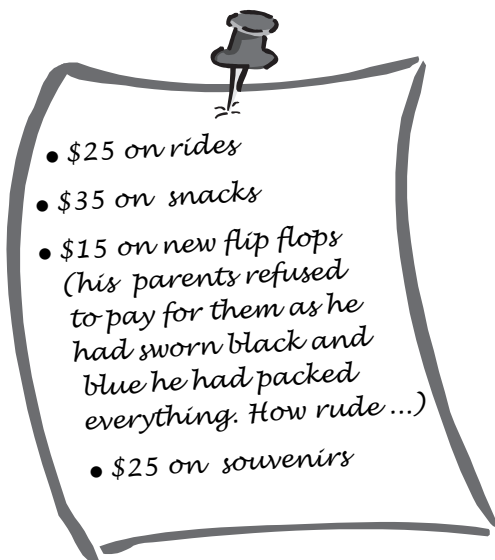 • $25 on rides
• $35 on snacks
• $15 on new flip flops
(his parents refused
to pay for them as he
had sworn black and
blue he had packed
everything. How rude ...)
• $25 on souvenirs